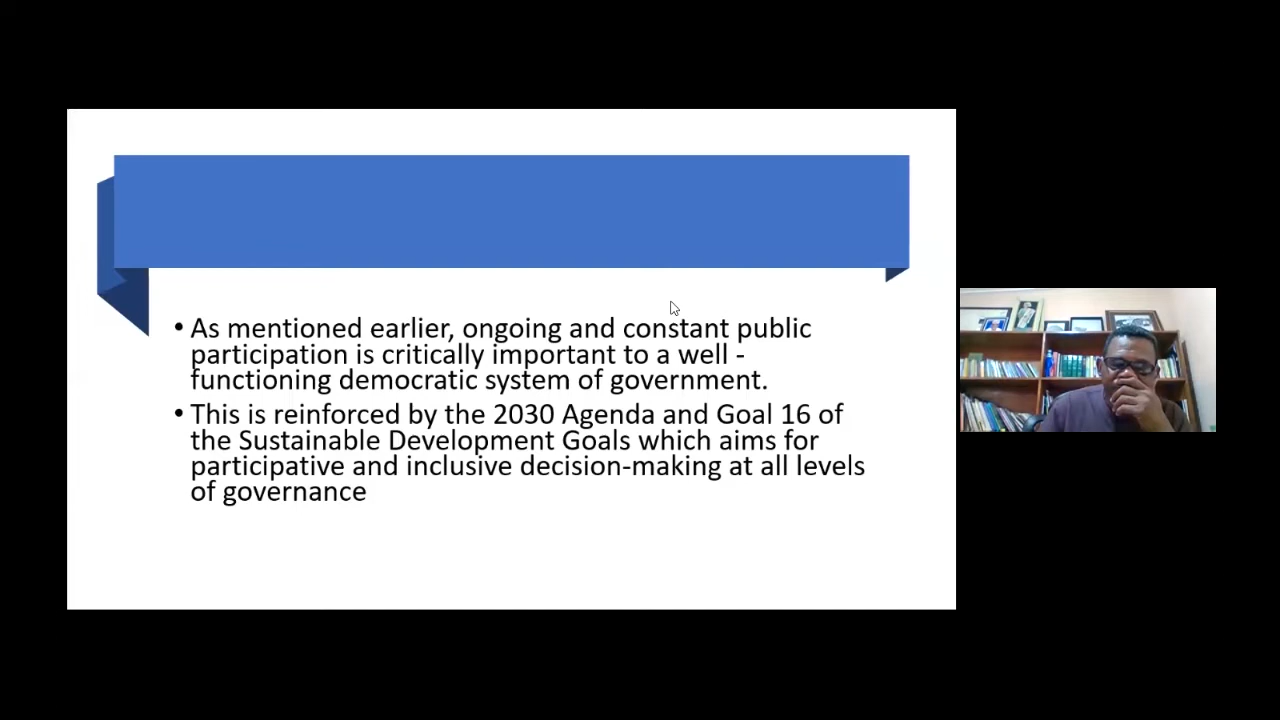 • As mentioned earlier, ongoing and constant public
participation is critically important to a well -
functioning democratic system of government.
• This is reinforced by the 2030 Agenda and Goal 16 of
the Sustainable Development Goals which aims for
participative and inclusive decision-making at all levels
of governance